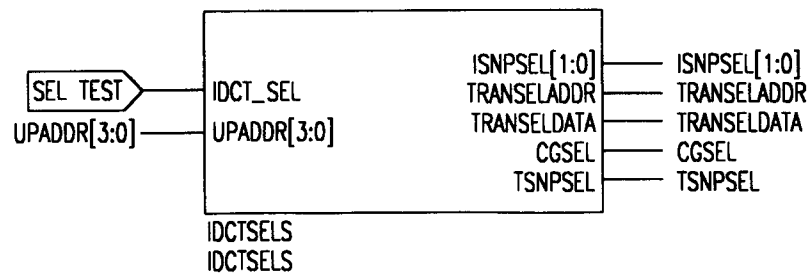 ISNPSEL[1:0] ISNPSEL[1:0]
SEL TEST IDCT_SEL TRANSELADDR TRANSELADDR
UPADDR[3:0] UPADDR[3:0] TRANSELDATA TRANSELDATA
CGSEL CGSEL
TSNPSEL TSNPSEL
IDCTSELS
IDCTSELS